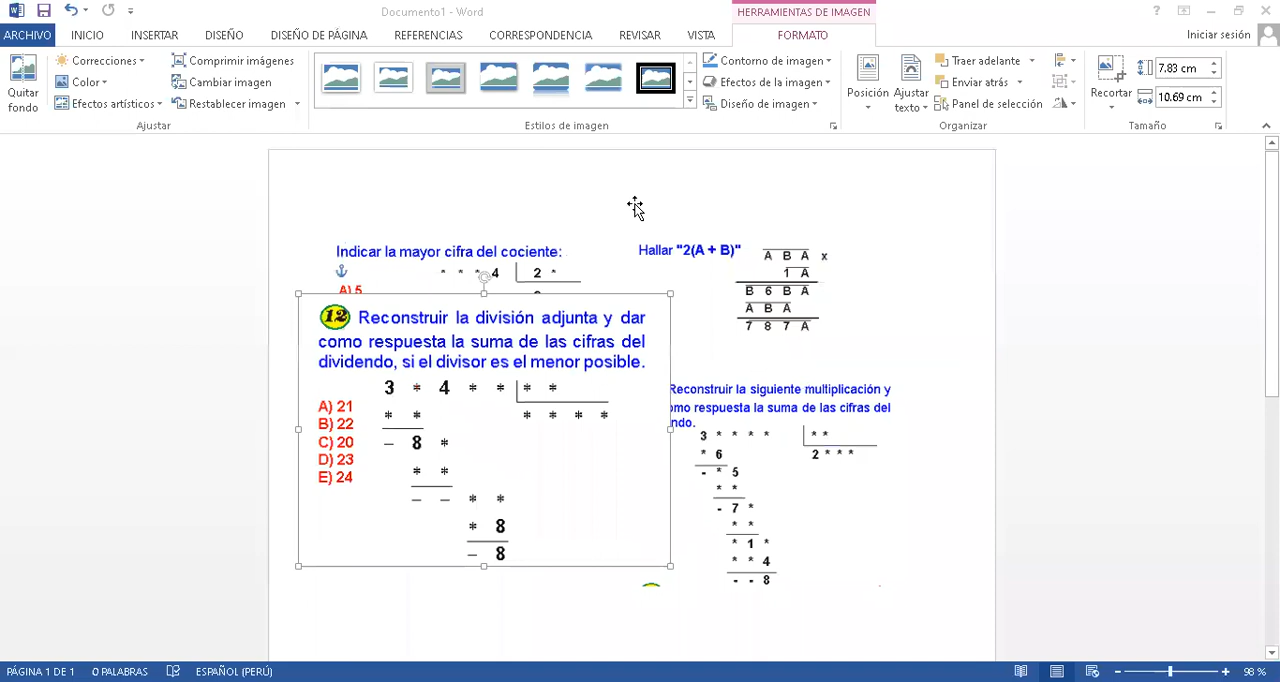 Documento1 - Word
HERRAMIENTAS DE IMAGEN
?
ARCHIVO INICIO INSERTAR DISEÑO DISEÑO DE PÁGINA REFERENCIAS CORRESPONDENCIA REVISAR VISTA FORMATO
Iniciar sesión
Quitar fondo
Correcciones
Color
Efectos artísticos
Comprimir imágenes
Cambiar imagen
Restablecer imagen
Ajustar
Estilos de imagen
Contorno de imagen
Efectos de la imagen
Diseño de imagen
Posición
Ajustar texto
Traer adelante
Enviar atrás
Panel de selección
Organizar
Recortar
7.83 cm
10.69 cm
Tamaño
Indicar la mayor cifra del cociente:
* * * 4 2 *
A) 5
Hallar "2(A + B)"
A B A x
1 A
B 6 B A
A B A
7 8 7 A
12 Reconstruir la división adjunta y dar
como respuesta la suma de las cifras del
dividendo, si el divisor es el menor posible.
3 * 4 * * * *
* * * * * *
– 8 *
* *
– – * *
* 8
– 8
A) 21
B) 22
C) 20
D) 23
E) 24
Reconstruir la siguiente multiplicación y
omo respuesta la suma de las cifras del
ndo.
3 * * * * * *
* 6 2 * * *
- * 5
* *
- 7 *
* *
* 1 *
* * 4
- - 8
PÁGINA 1 DE 1 0 PALABRAS ESPAÑOL (PERÚ)
98 %